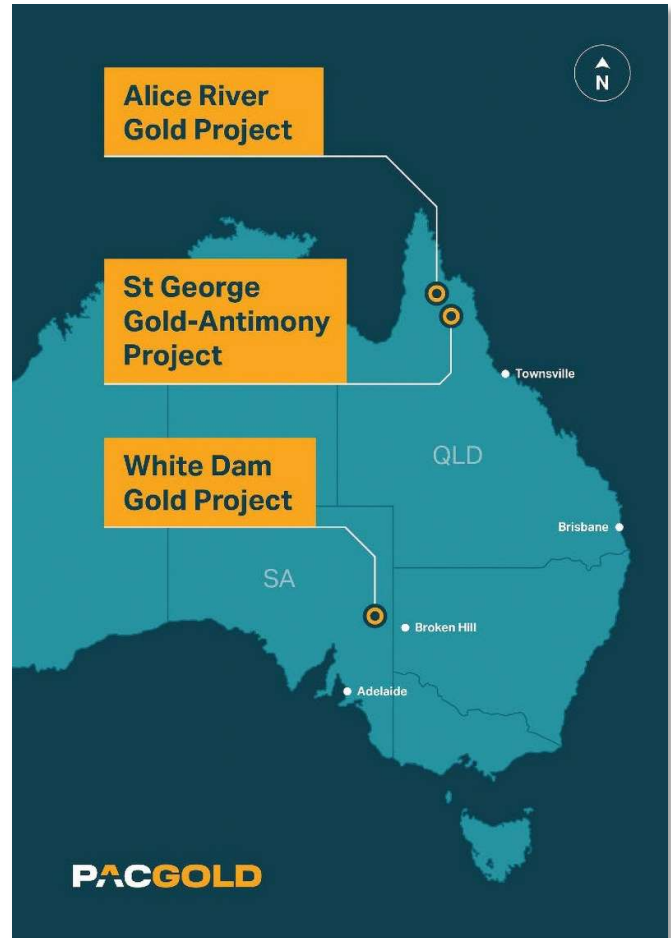 N
Alice River
Gold Project
St George
Gold-Antimony
Project
Townsville
White Dam
Gold Project
QLD
Brisbane
SA
Broken Hill
Adelaide
PACGOLD